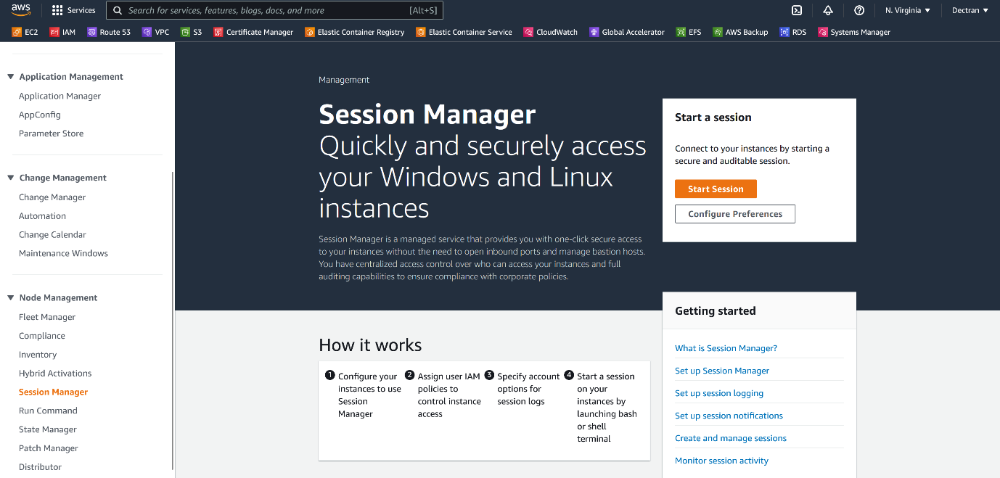 aws
Services
Search for services, features, blogs, docs, and more
[Alt+S]
N. Virginia
Dectran
EC2
IAM
Route 53
VPC
S3
Certificate Manager
Elastic Container Registry
Elastic Container Service
CloudWatch
Global Accelerator
EFS
AWS Backup
RDS
Systems Manager
Application Management
Application Manager
AppConfig
Parameter Store
Change Management
Change Manager
Automation
Change Calendar
Maintenance Windows
Node Management
Fleet Manager
Compliance
Inventory
Hybrid Activations
Session Manager
Run Command
State Manager
Patch Manager
Distributor
Management
Session Manager
Quickly and securely access
your Windows and Linux
instances
Session Manager is a managed service that provides you with one-click secure access
to your instances without the need to open inbound ports and manage bastion hosts.
You have centralized access control over who can access your instances and full
auditing capabilities to ensure compliance with corporate policies.
Start a session
Connect to your instances by starting a
secure and auditable session.
Start Session
Configure Preferences
How it works
1 Configure your
instances to use
Session
Manager
2 Assign user IAM
policies to
control instance
access
3 Specify account
options for
session logs
4 Start a session
on your
instances by
launching bash
or shell
terminal
Getting started
What is Session Manager?
Set up Session Manager
Set up session logging
Set up session notifications
Create and manage sessions
Monitor session activity